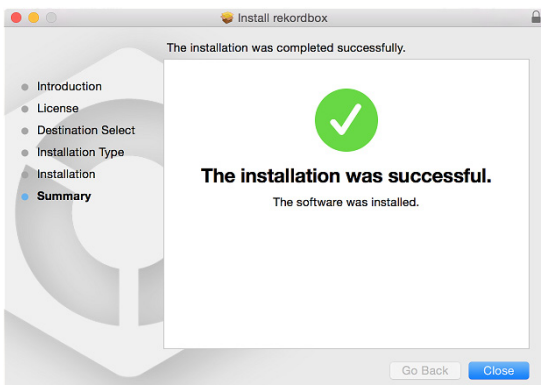 Install rekordbox
The installation was completed successfully.
Introduction
License
Destination Select
Installation Type
Installation
Summary
The installation was successful.
The software was installed.
Go Back
Close